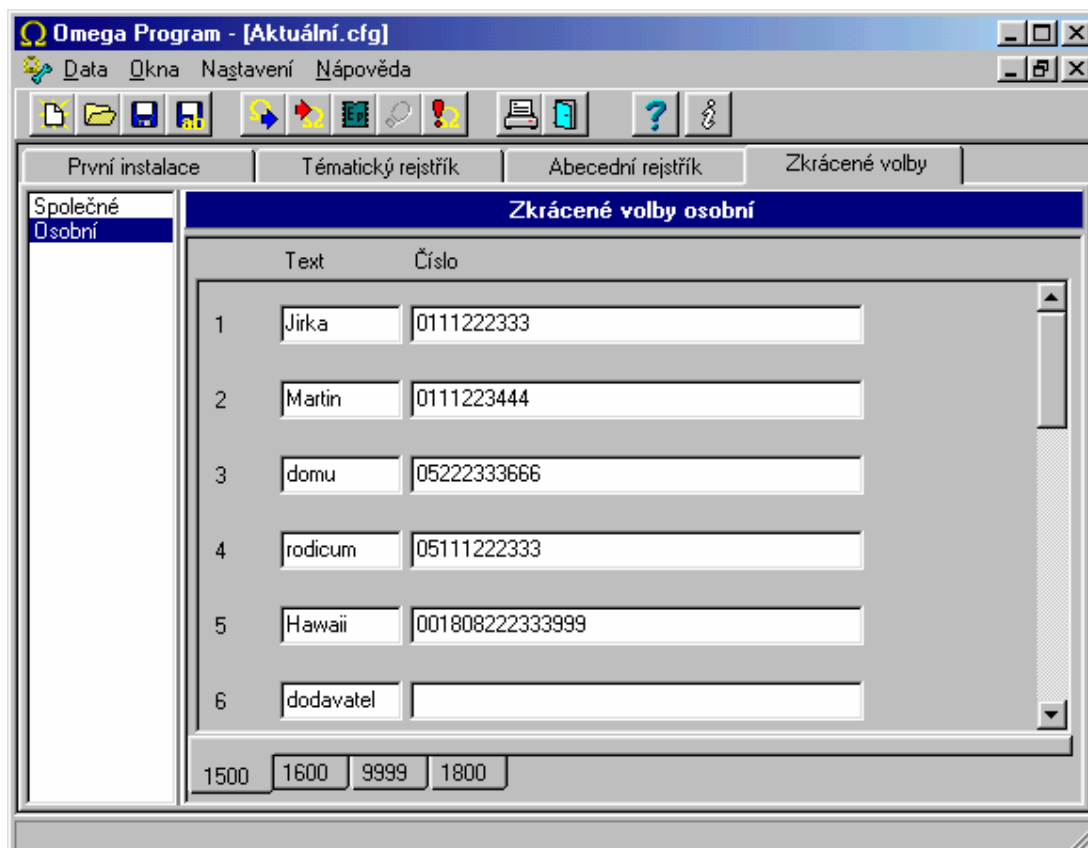 Omega Program - [Aktuální.cfg]
Data Okna Nastavení Nápověda
První instalace Tématický rejstřík Abecední rejstřík Zkrácené volby
Společné
Osobní
Zkrácené volby osobní
Text Číslo
1 Jirka 0111222333
2 Martin 0111223444
3 domu 05222333666
4 rodicum 05111222333
5 Hawaii 001808222333999
6 dodavatel
1500 1600 9999 1800